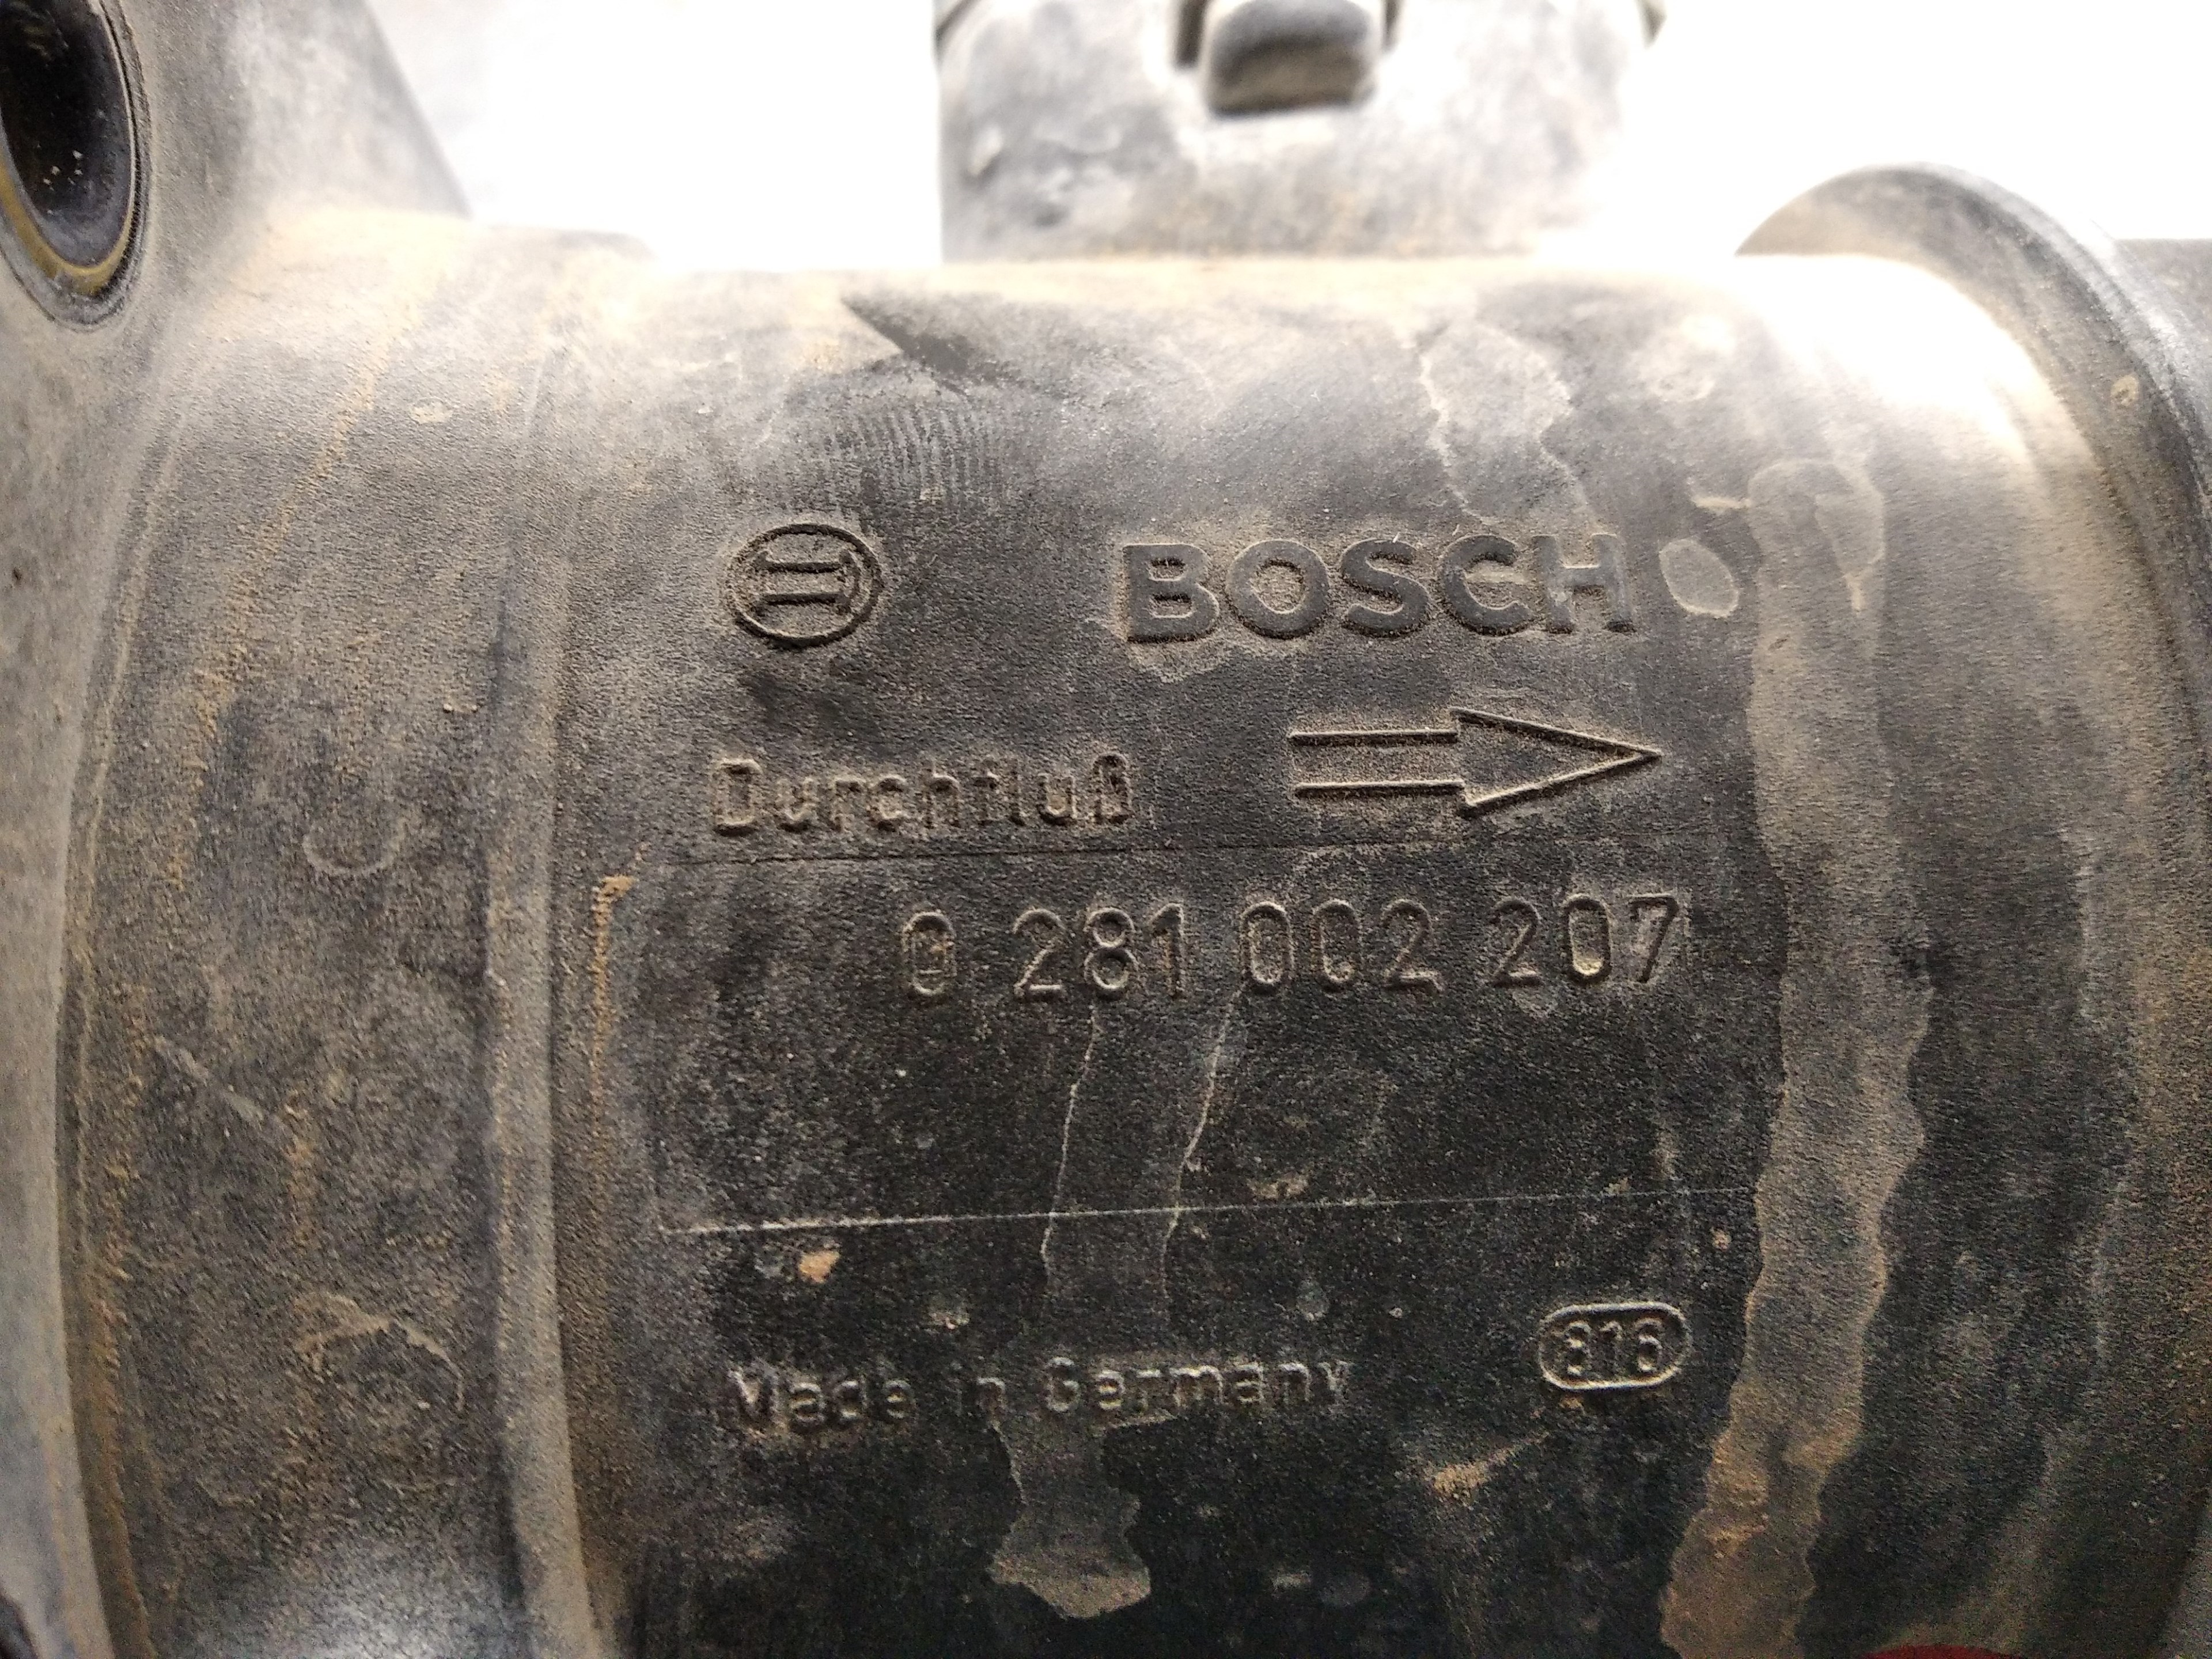 BOSCH
Durchfluß
0 281 002 207
Made in Germany
816